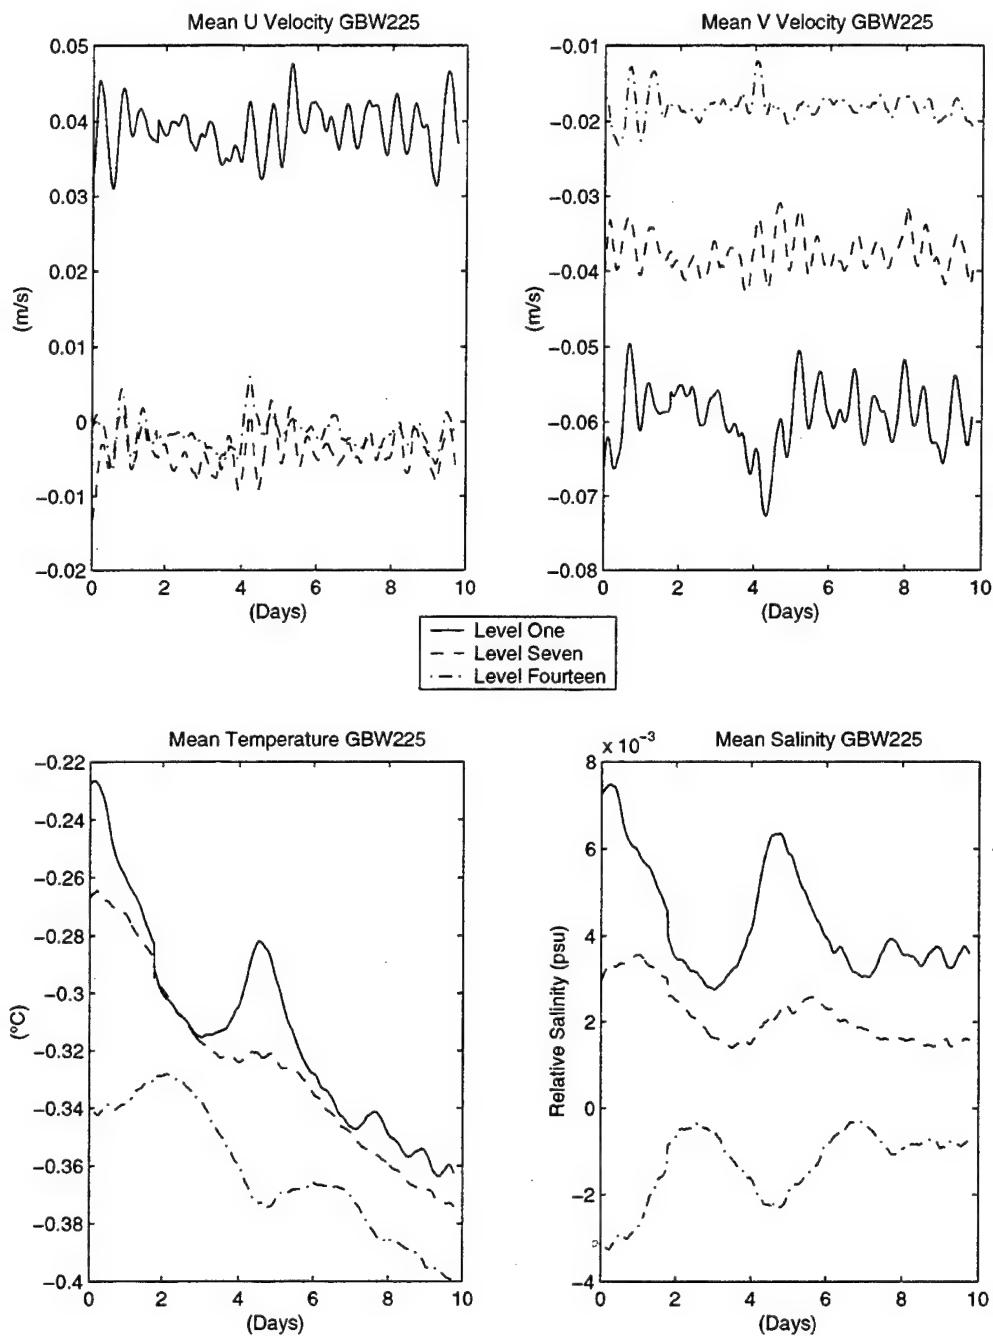 Mean U Velocity GBW225
0.05
0.04
0.03
0.02
0.01
0
−0.01
−0.02
(m/s)
0 2 4 6 8 10
(Days)
Mean V Velocity GBW225
−0.01
−0.02
−0.03
−0.04
−0.05
−0.06
−0.07
−0.08
(m/s)
0 2 4 6 8 10
(Days)
Level One
Level Seven
Level Fourteen
Mean Temperature GBW225
−0.22
−0.24
−0.26
−0.28
−0.3
−0.32
−0.34
−0.36
−0.38
−0.4
(°C)
0 2 4 6 8 10
(Days)
Mean Salinity GBW225
x 10⁻³
8
6
4
2
0
−2
−4
Relative Salinity (psu)
0 2 4 6 8 10
(Days)